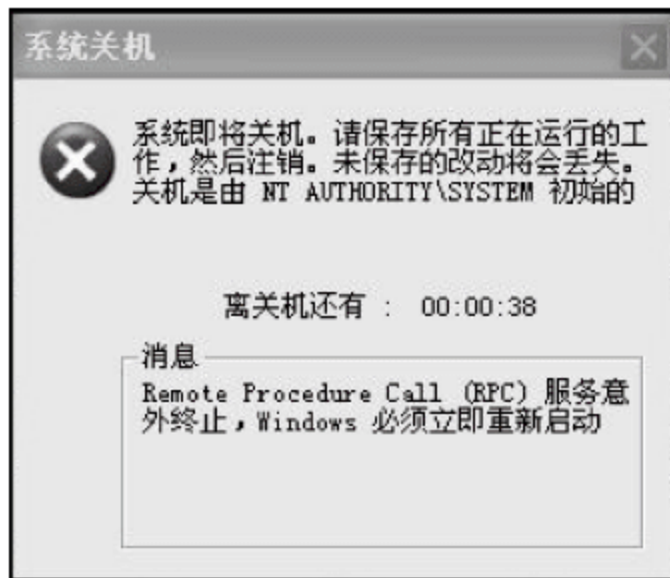 系统关机
系统即将关机。请保存所有正在运行的工
作，然后注销。未保存的改动将会丢失。
关机是由 NT AUTHORITY\SYSTEM 初始的
离关机还有 : 00:00:38
消息
Remote Procedure Call (RPC) 服务意
外终止，Windows 必须立即重新启动